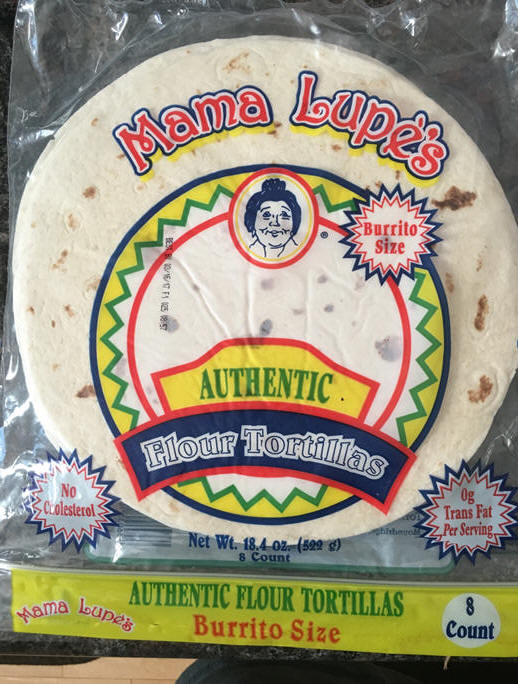 Mama Lupe's
®
Burrito
Size
AUTHENTIC
Flour Tortillas
No
Cholesterol
0g
Trans Fat
Per Serving
Net Wt. 18.4 oz. (522 g)
8 Count
Mama Lupe's
AUTHENTIC FLOUR TORTILLAS
Burrito Size
8
Count